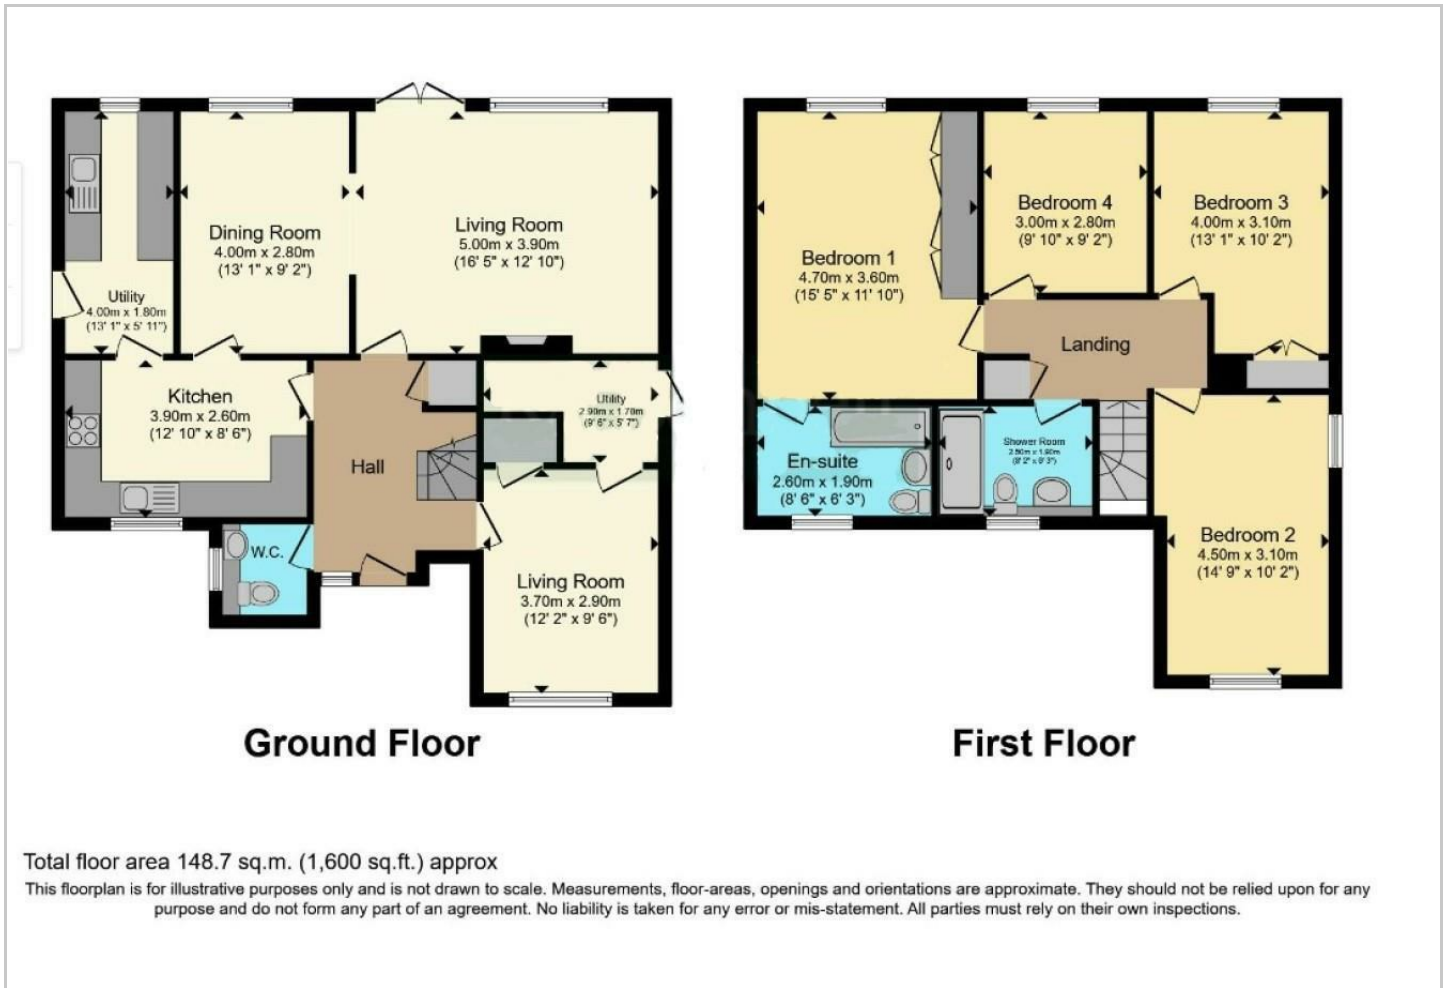 Utility
4.00m x 1.80m
(13' 1" x 5' 11")
Dining Room
4.00m x 2.80m
(13' 1" x 9' 2")
Living Room
5.00m x 3.90m
(16' 5" x 12' 10")
Kitchen
3.90m x 2.60m
(12' 10" x 8' 6")
Hall
Utility
2.90m x 1.70m
(9' 6" x 5' 7")
W.C.
Living Room
3.70m x 2.90m
(12' 2" x 9' 6")
Ground Floor
Bedroom 1
4.70m x 3.60m
(15' 5" x 11' 10")
Bedroom 4
3.00m x 2.80m
(9' 10" x 9' 2")
Bedroom 3
4.00m x 3.10m
(13' 1" x 10' 2")
Landing
En-suite
2.60m x 1.90m
(8' 6" x 6' 3")
Shower Room
2.50m x 1.90m
(8' 2" x 6' 3")
Bedroom 2
4.50m x 3.10m
(14' 9" x 10' 2")
First Floor
Total floor area 148.7 sq.m. (1,600 sq.ft.) approx
This floorplan is for illustrative purposes only and is not drawn to scale. Measurements, floor-areas, openings and orientations are approximate. They should not be relied upon for any
purpose and do not form any part of an agreement. No liability is taken for any error or mis-statement. All parties must rely on their own inspections.